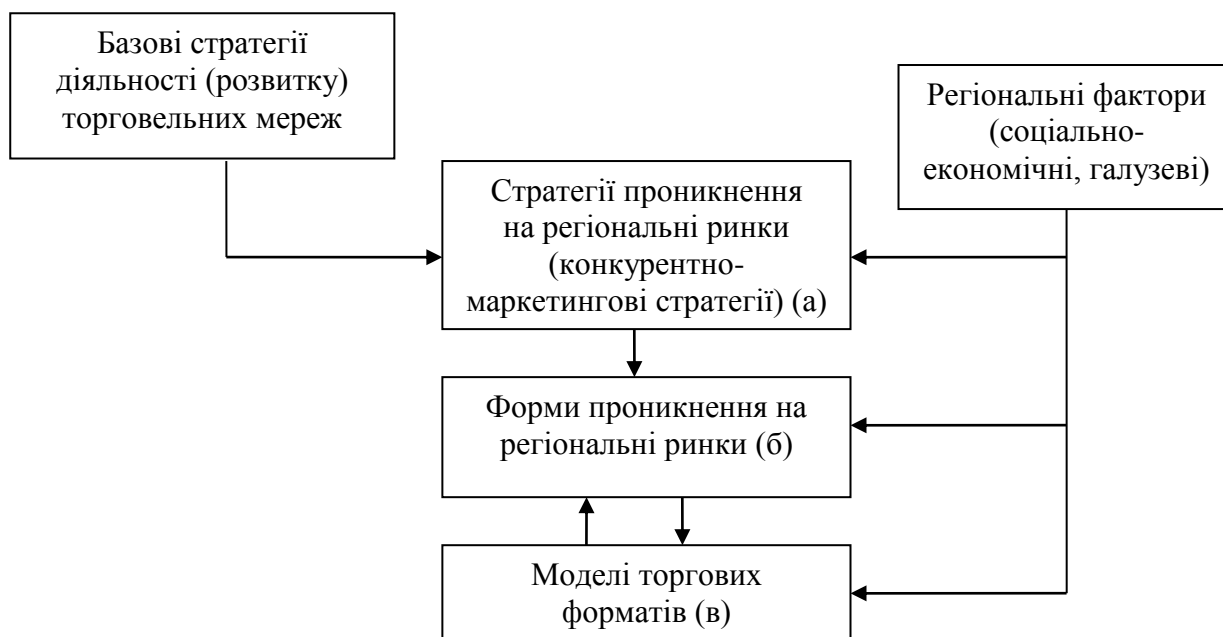 Базові стратегії
діяльності (розвитку)
торговельних мереж
Регіональні фактори
(соціально-
економічні, галузеві)
Стратегії проникнення
на регіональні ринки
(конкурентно-
маркетингові стратегії) (а)
Форми проникнення на
регіональні ринки (б)
Моделі торгових
форматів (в)